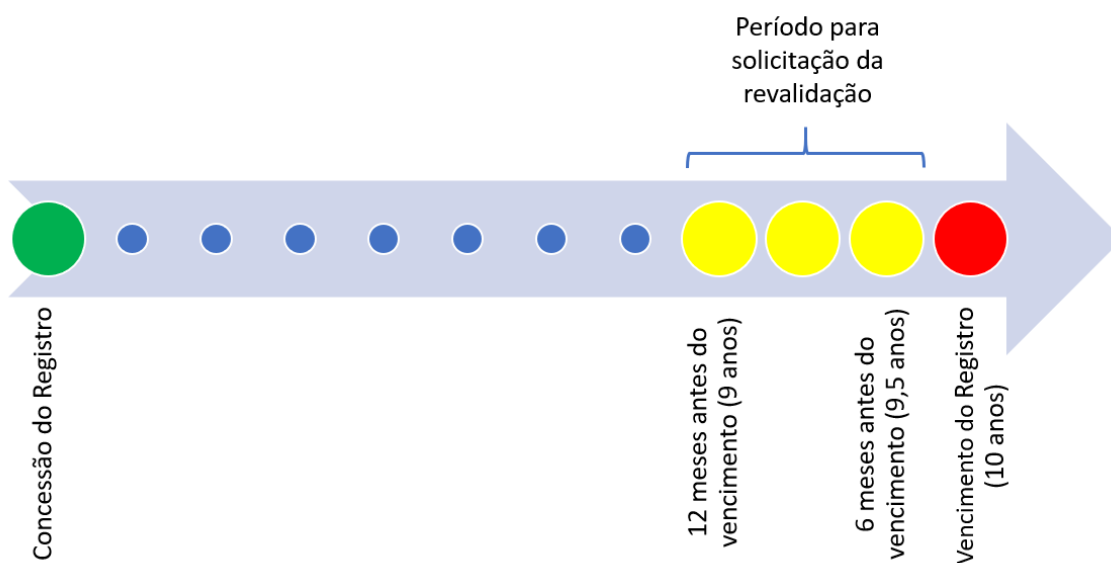 Período para
solicitação da
revalidação
Concessão do Registro
12 meses antes do
vencimento (9 anos)
6 meses antes do
vencimento (9,5 anos)
Vencimento do Registro
(10 anos)